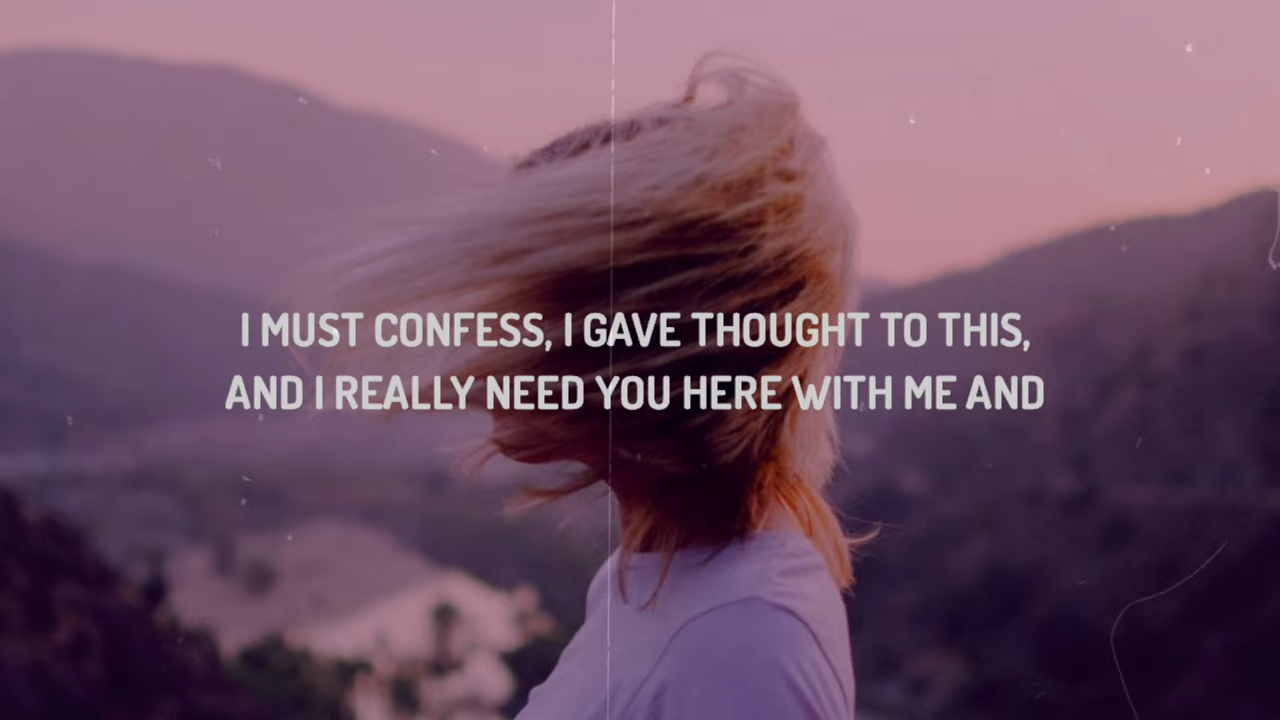 I MUST CONFESS, I GAVE THOUGHT TO THIS,
AND I REALLY NEED YOU HERE WITH ME AND